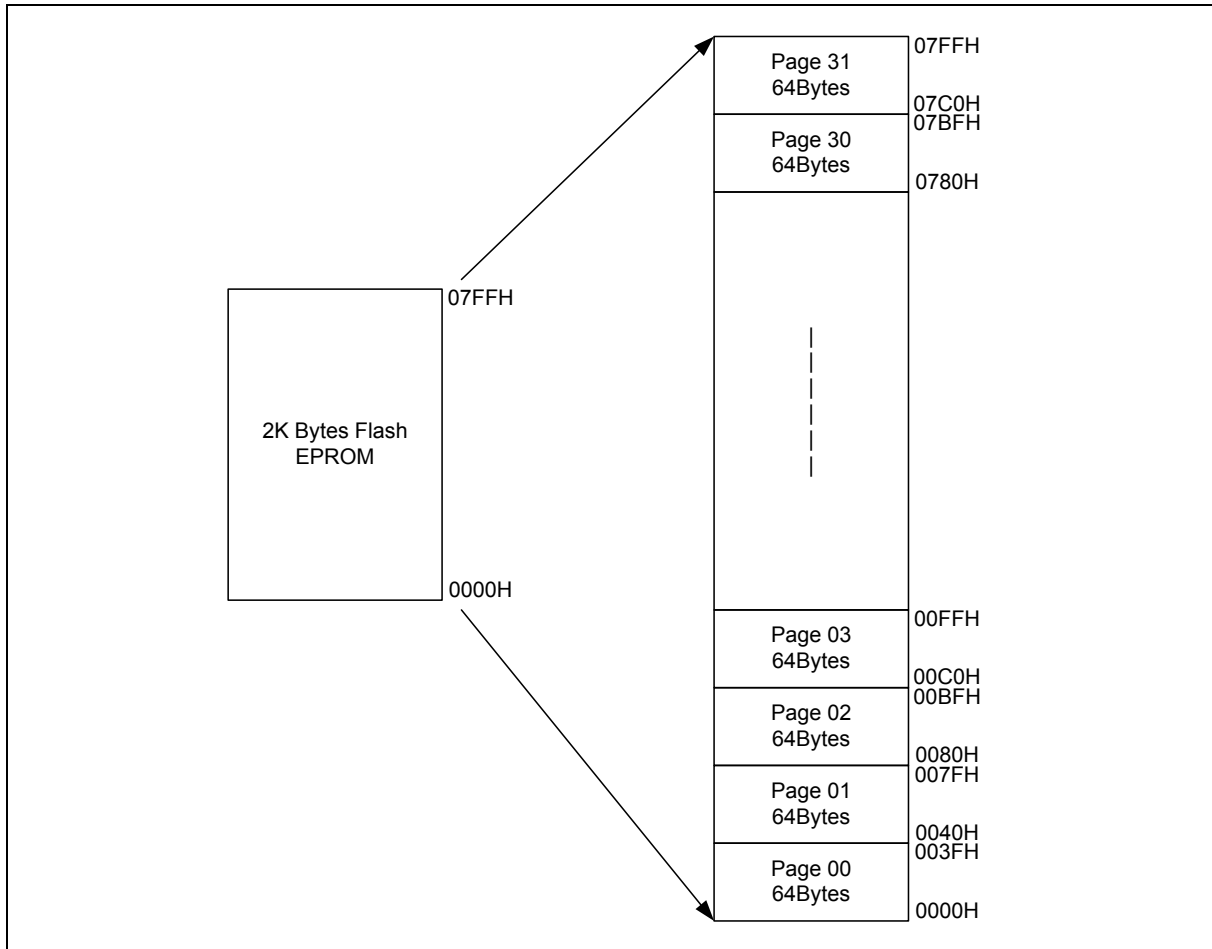 07FFH
2K Bytes Flash
EPROM
0000H
Page 31
64Bytes
07FFH
07C0H
Page 30
64Bytes
07BFH
0780H
Page 03
64Bytes
00FFH
00C0H
Page 02
64Bytes
00BFH
0080H
Page 01
64Bytes
007FH
0040H
Page 00
64Bytes
003FH
0000H